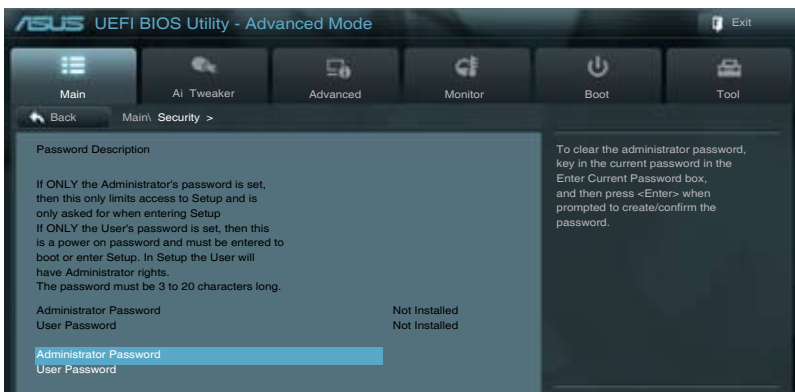 ASUS UEFI BIOS Utility - Advanced Mode
Exit
Main Ai Tweaker Advanced Monitor Boot Tool
Back Main\ Security >
Password Description
If ONLY the Administrator's password is set,
then this only limits access to Setup and is
only asked for when entering Setup
If ONLY the User's password is set, then this
is a power on password and must be entered to
boot or enter Setup. In Setup the User will
have Administrator rights.
The password must be 3 to 20 characters long.
Administrator Password Not Installed
User Password Not Installed
Administrator Password
User Password
To clear the administrator password,
key in the current password in the
Enter Current Password box,
and then press <Enter> when
prompted to create/confirm the
password.